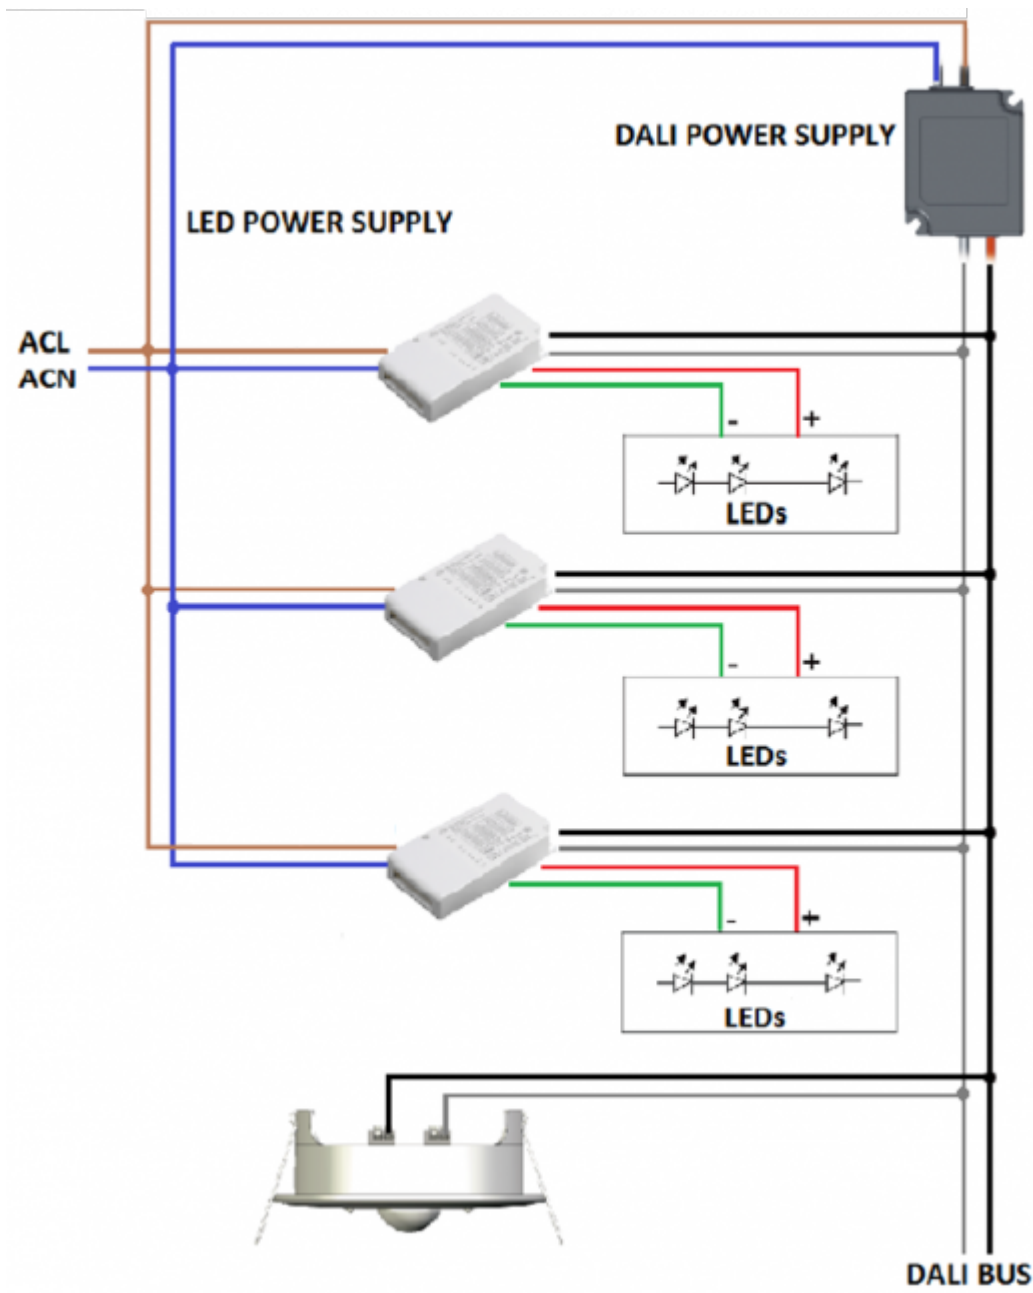 DALI POWER SUPPLY
LED POWER SUPPLY
ACL
ACN
- +
LEDs
- +
LEDs
- +
LEDs
DALI BUS